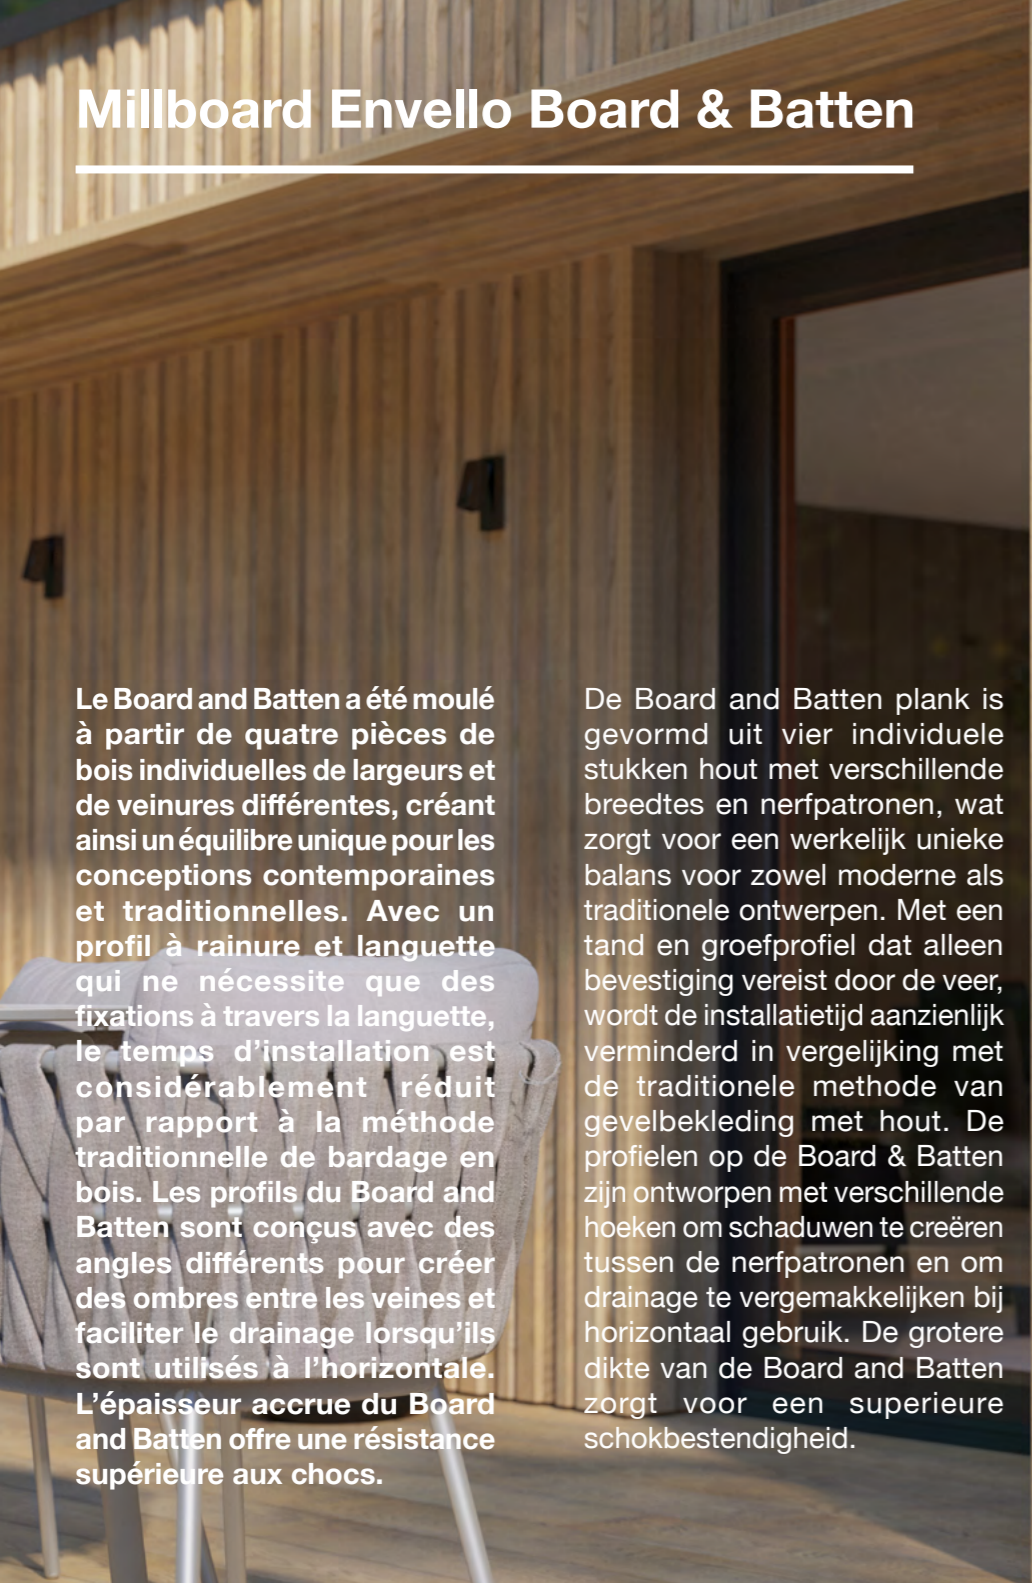 Millboard Envello Board & Batten
Le Board and Batten a été moulé
à partir de quatre pièces de
bois individuelles de largeurs et
de veinures différentes, créant
ainsi un équilibre unique pour les
conceptions contemporaines
et traditionnelles. Avec un
profil à rainure et languette
qui ne nécessite que des
fixations à travers la languette,
le temps d’installation est
considérablement réduit
par rapport à la méthode
traditionnelle de bardage en
bois. Les profils du Board and
Batten sont conçus avec des
angles différents pour créer
des ombres entre les veines et
faciliter le drainage lorsqu’ils
sont utilisés à l’horizontale.
L’épaisseur accrue du Board
and Batten offre une résistance
supérieure aux chocs.
De Board and Batten plank is
gevormd uit vier individuele
stukken hout met verschillende
breedtes en nerfpatronen, wat
zorgt voor een werkelijk unieke
balans voor zowel moderne als
traditionele ontwerpen. Met een
tand en groefprofiel dat alleen
bevestiging vereist door de veer,
wordt de installatietijd aanzienlijk
verminderd in vergelijking met
de traditionele methode van
gevelbekleding met hout. De
profielen op de Board & Batten
zijn ontworpen met verschillende
hoeken om schaduwen te creëren
tussen de nerfpatronen en om
drainage te vergemakkelijken bij
horizontaal gebruik. De grotere
dikte van de Board and Batten
zorgt voor een superieure
schokbestendigheid.